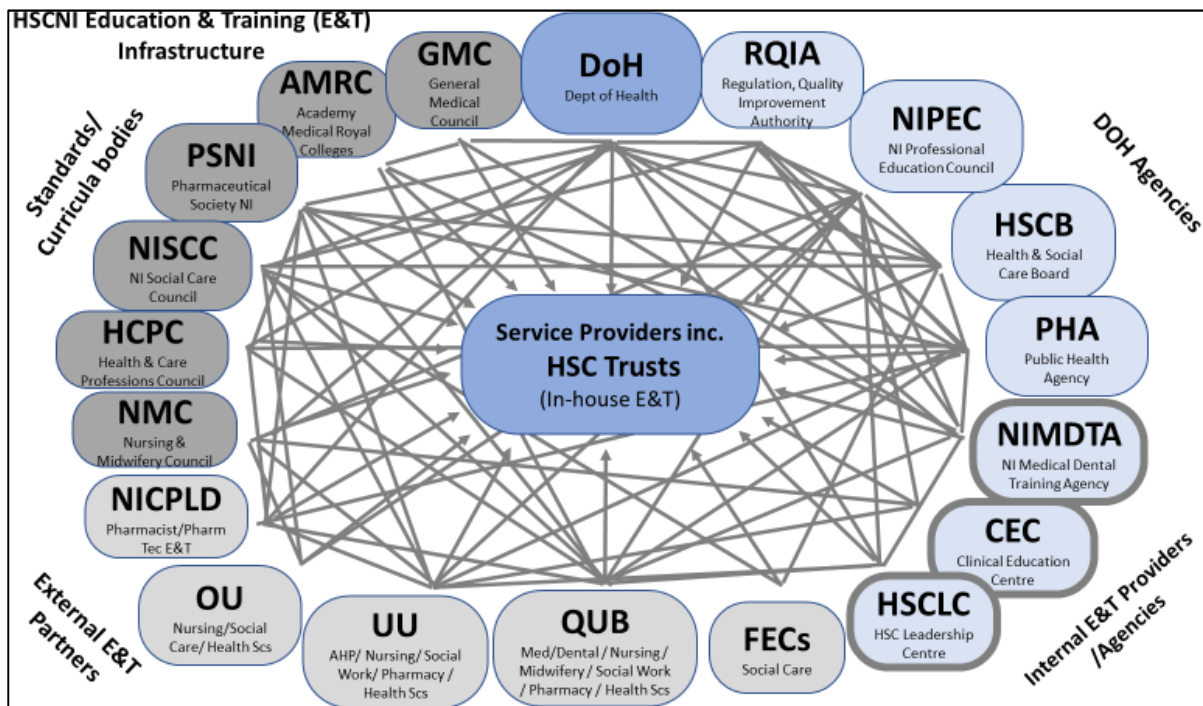 HSCNI Education & Training (E&T)
Infrastructure
GMC
General
Medical
Council
DoH
Dept of Health
RQIA
Regulation, Quality
Improvement
Authority
AMRC
Academy
Medical Royal
Colleges
NIPEC
NI Professional
Education Council
Standards/
Curricula bodies
DOH Agencies
PSNI
Pharmaceutical
Society NI
HSCB
Health & Social
Care Board
NISCC
NI Social Care
Council
HCPC
Health & Care
Professions Council
Service Providers inc.
HSC Trusts
(In-house E&T)
PHA
Public Health
Agency
NMC
Nursing &
Midwifery Council
NIMDTA
NI Medical Dental
Training Agency
NICPLD
Pharmacist/Pharm
Tec E&T
CEC
Clinical Education
Centre
External E&T
Partners
OU
Nursing/Social
Care/ Health Scs
UU
AHP/ Nursing/ Social
Work/ Pharmacy /
Health Scs
QUB
Med/Dental / Nursing /
Midwifery / Social Work
/ Pharmacy / Health Scs
FECs
Social Care
HSCLC
HSC Leadership
Centre
Internal E&T Providers
/Agencies